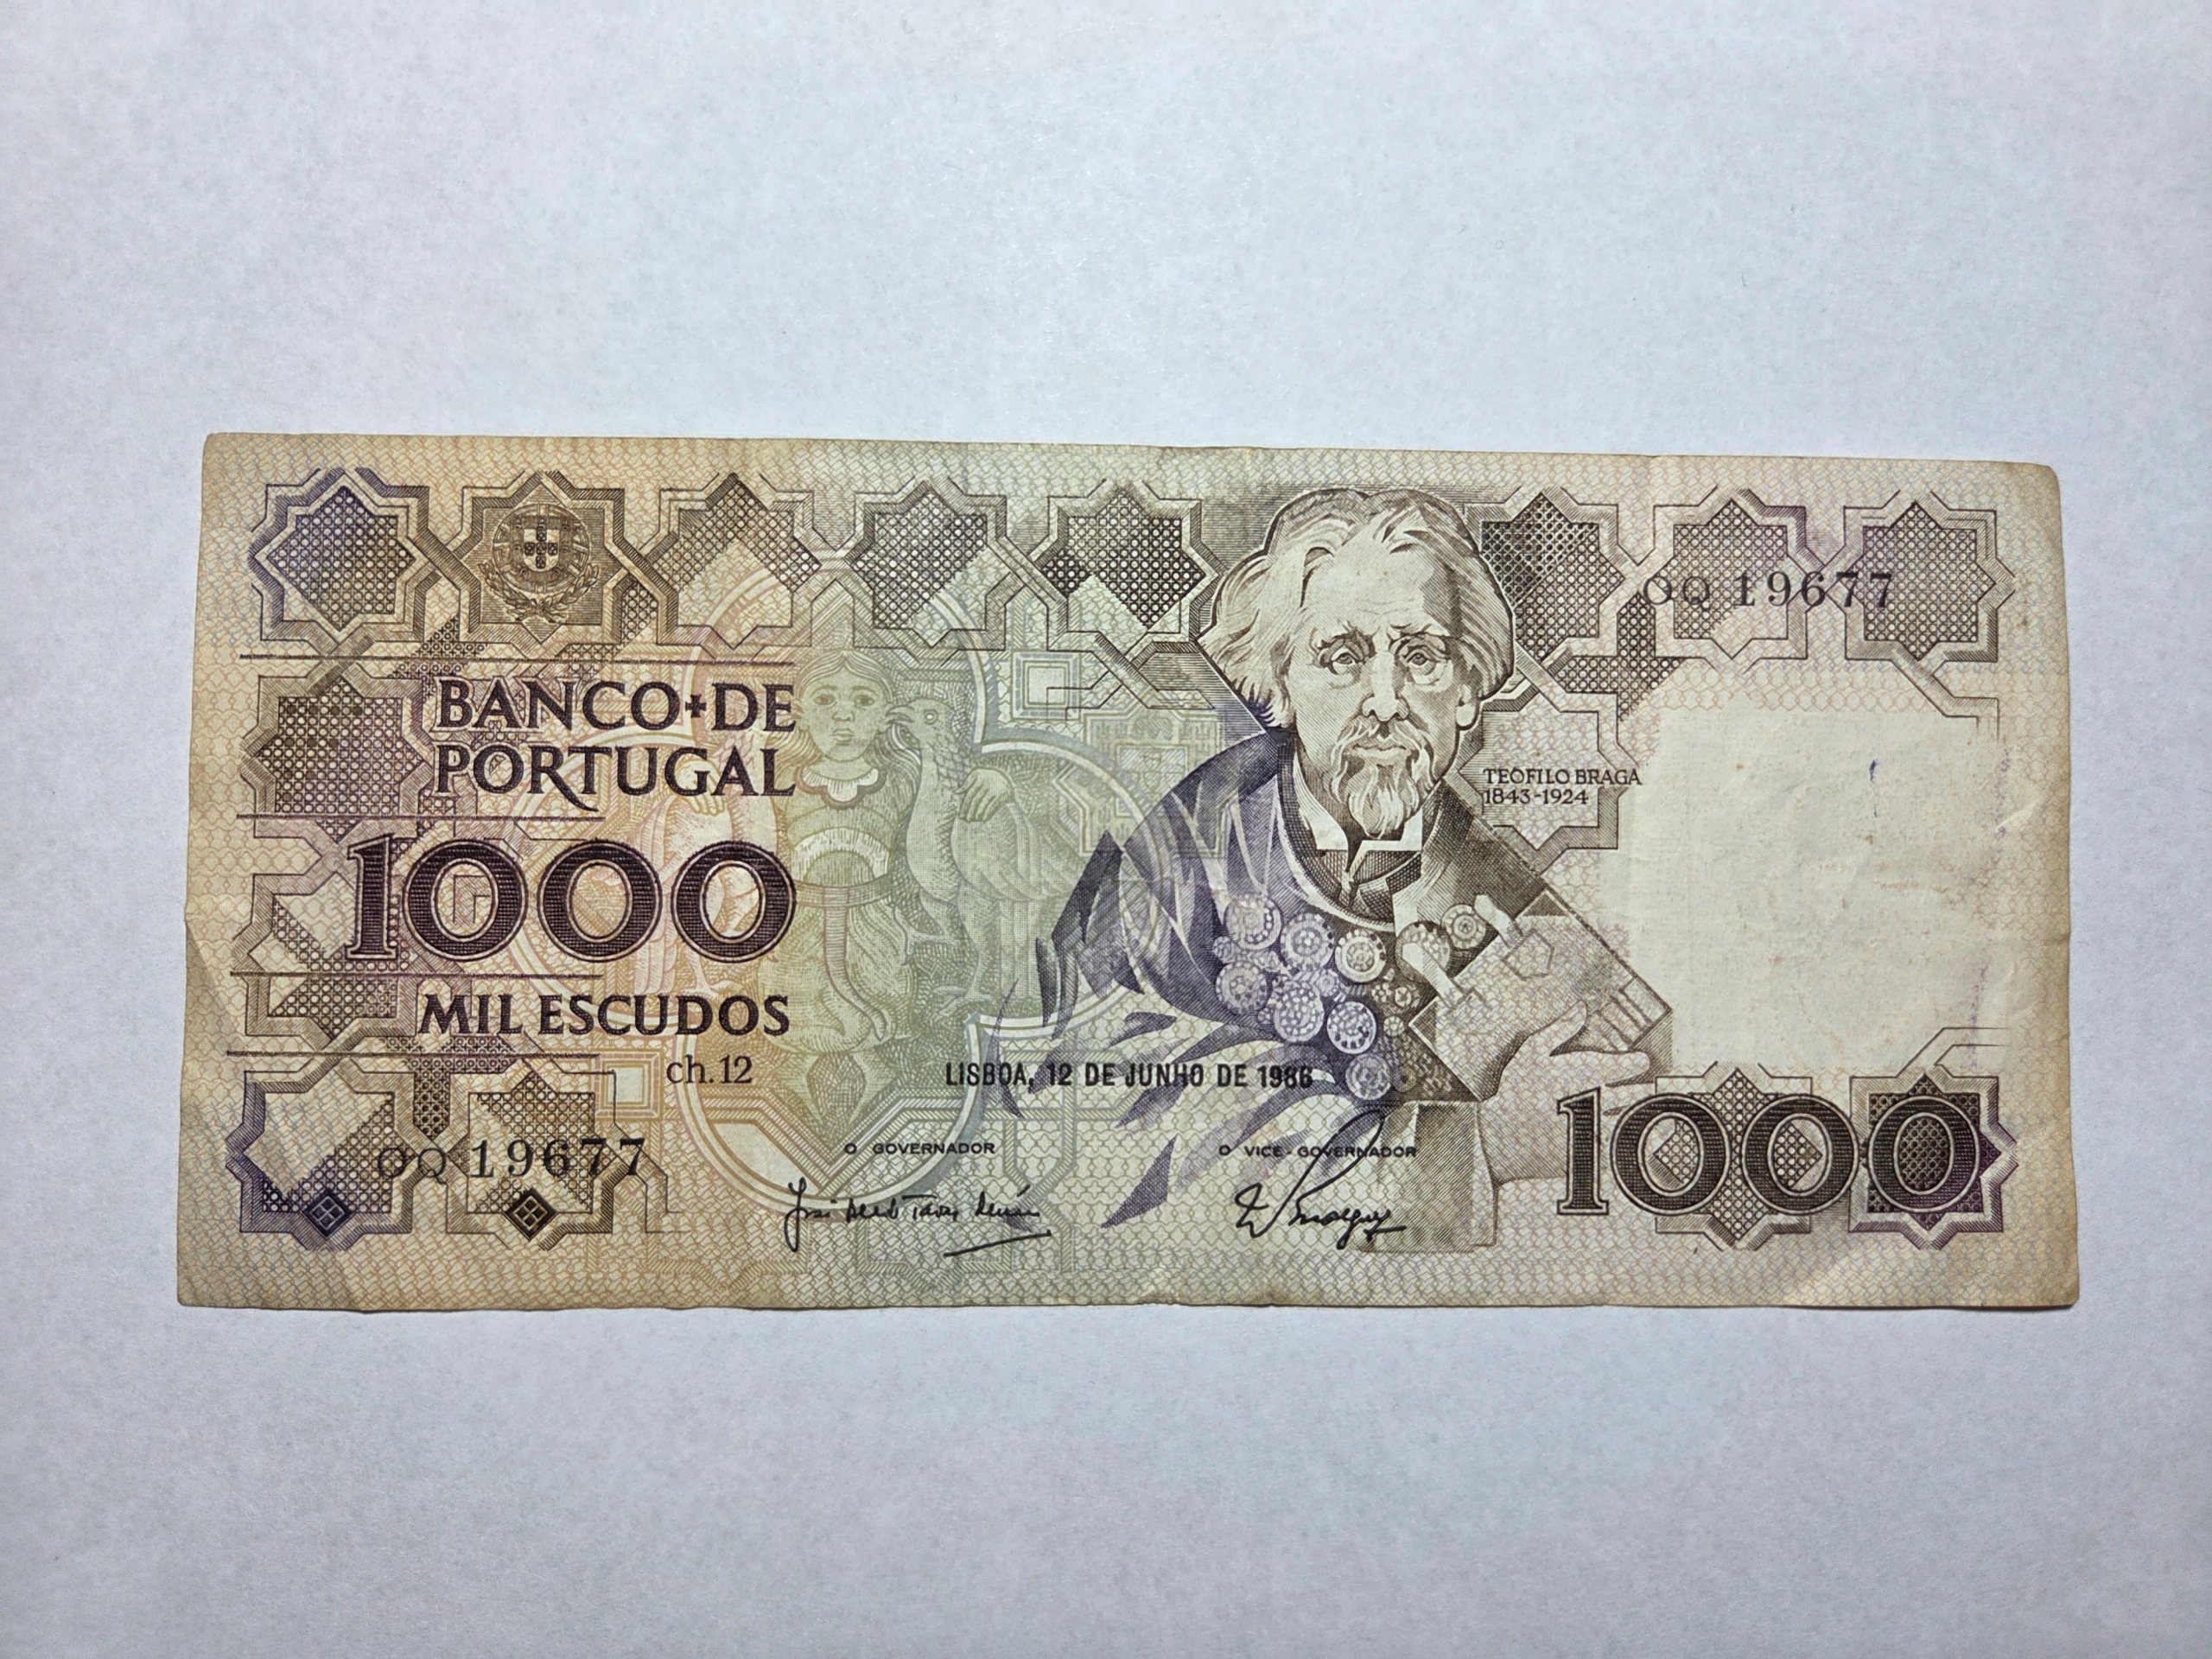 OQ 19677
BANCO+DE
PORTUGAL
TEÓFILO BRAGA
1843-1924
1000
MIL ESCUDOS
ch. 12
LISBOA, 12 DE JUNHO DE 1986
O GOVERNADOR
O VICE-GOVERNADOR
1000
OQ 19677